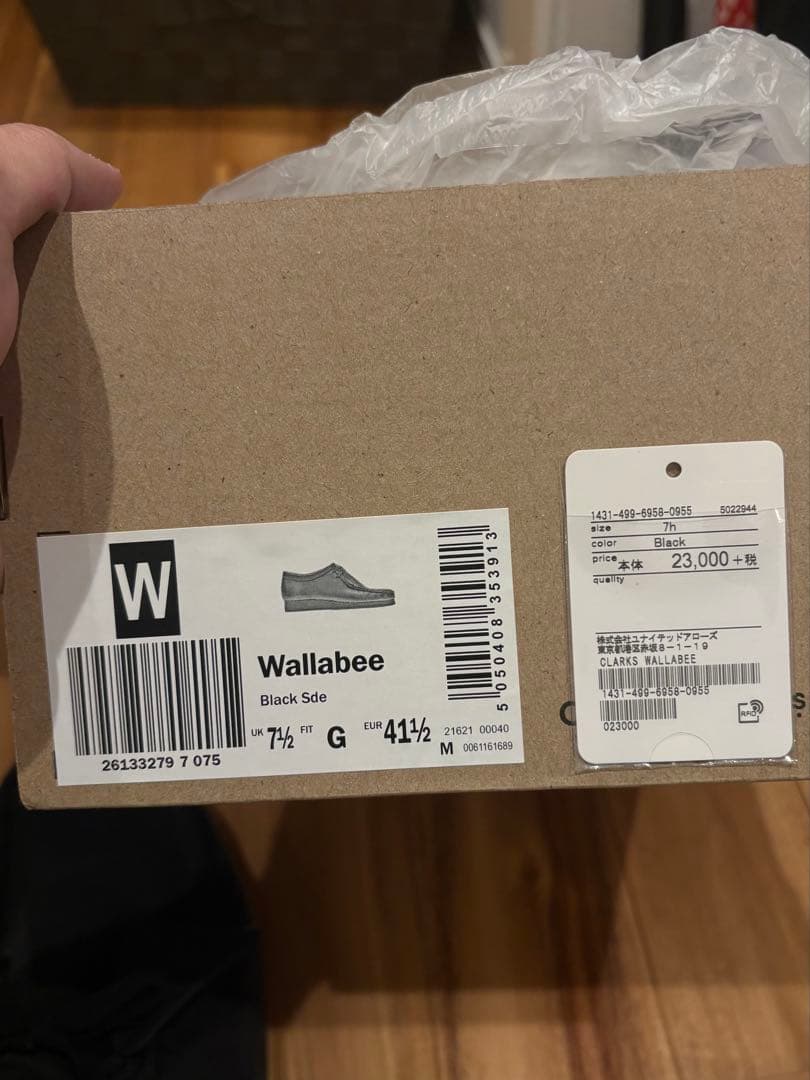 W
26133279 7 075
Wallabee
Black Sde
UK 7½ FIT G EUR 41½
21621 00040
M 0061161689
5 050408 353913
1431-499-6958-0955 5022944
size 7h
color Black
price 本体 23,000+税
quality
株式会社ユナイテッドアローズ
東京都港区赤坂8-1-19
CLARKS WALLABEE
1431-499-6958-0955
023000
RFID